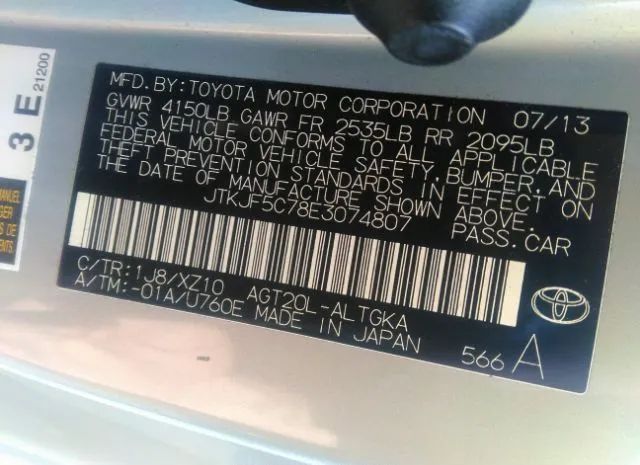 MFD.BY:TOYOTA MOTOR CORPORATION 07/13
GVWR 4150LB GAWR FR 2535LB RR 2095LB
THIS VEHICLE CONFORMS TO ALL APPLICABLE
FEDERAL MOTOR VEHICLE SAFETY,BUMPER,AND
THEFT PREVENTION STANDARDS IN EFFECT ON
THE DATE OF MANUFACTURE SHOWN ABOVE.
JTKJF5C78E3074807 PASS.CAR
C/TR:1J8/XZ10 AGT20L-ALTGKA
A/TM:-01A/U760E MADE IN JAPAN
566 A
3 E
21200
MANUEL